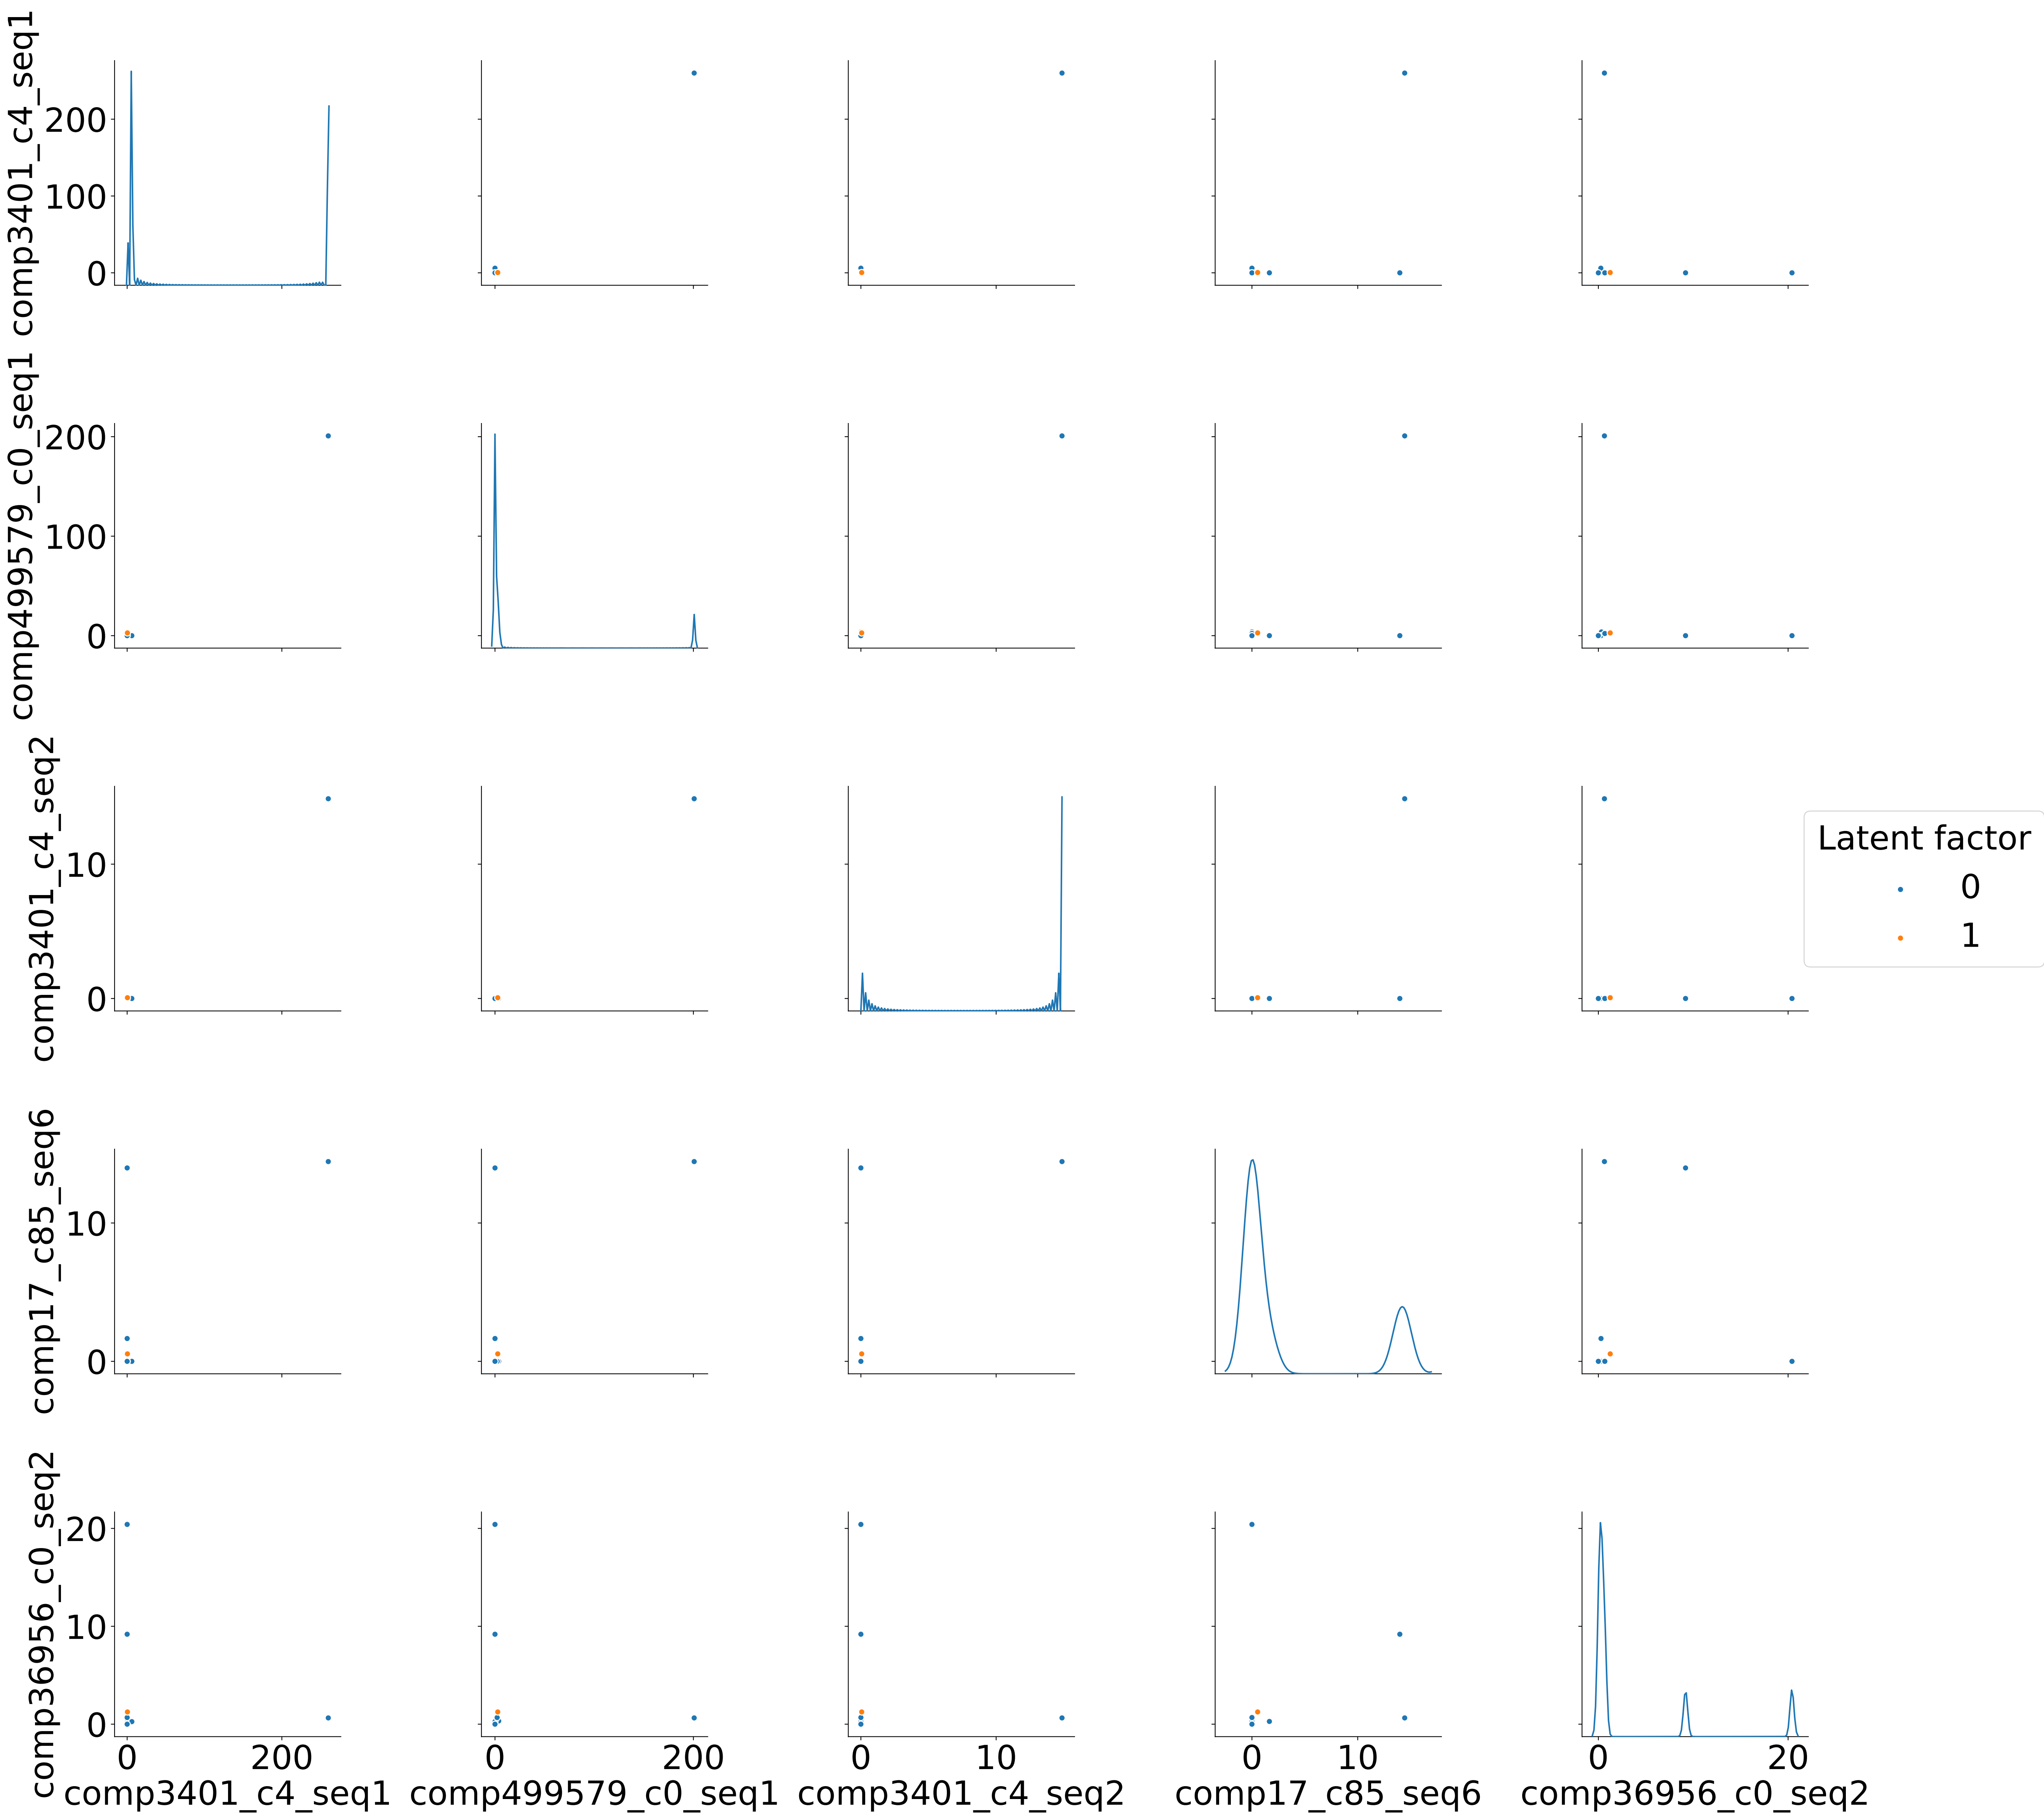 comp3401_c4_seq1
200
100
0
comp499579_c0_seq1
200
100
0
comp3401_c4_seq2
10
0
Latent factor
0
1
comp17_c85_seq6
10
0
comp36956_c0_seq2
20
10
0
0 200 0 200 0 10 0 10 0 20
comp3401_c4_seq1 comp499579_c0_seq1 comp3401_c4_seq2 comp17_c85_seq6 comp36956_c0_seq2